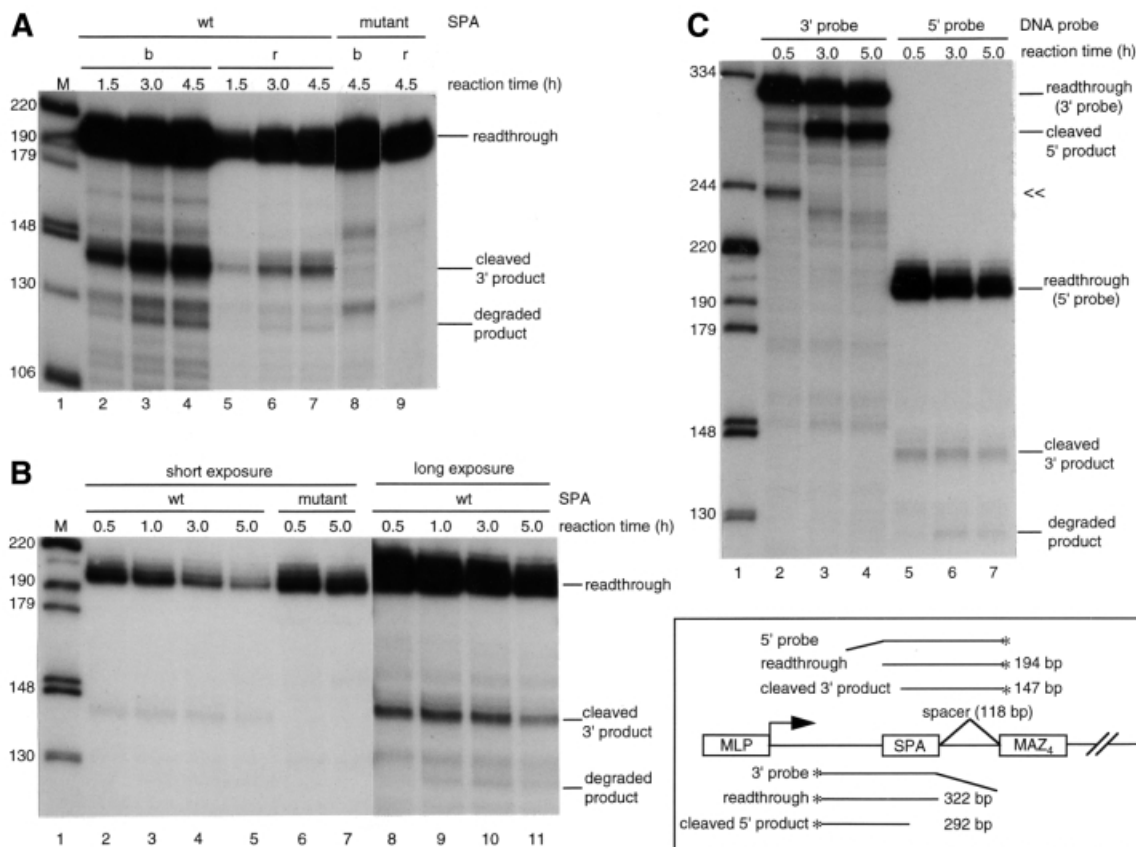 A
wt
mutant
SPA
b
r
b
r
M
1.5
3.0
4.5
1.5
3.0
4.5
4.5
4.5
reaction time (h)
220
190
179
148
130
106
readthrough
cleaved
3' product
degraded
product
1 2 3 4 5 6 7 8 9
B
short exposure
long exposure
wt
mutant
wt
SPA
M
0.5 1.0 3.0 5.0 0.5 5.0 0.5 1.0 3.0 5.0
reaction time (h)
220
190
179
148
130
readthrough
cleaved
3' product
degraded
product
1 2 3 4 5 6 7 8 9 10 11
C
3' probe
5' probe
DNA probe
0.5 3.0 5.0 0.5 3.0 5.0
reaction time (h)
334
244
220
190
179
148
130
readthrough
(3' probe)
cleaved
5' product
<<
readthrough
(5' probe)
cleaved
3' product
degraded
product
1 2 3 4 5 6 7
5' probe
*
readthrough
* 194 bp
cleaved 3' product
* 147 bp
spacer (118 bp)
MLP
SPA
MAZ4
3' probe *
readthrough *
322 bp
cleaved 5' product *
292 bp